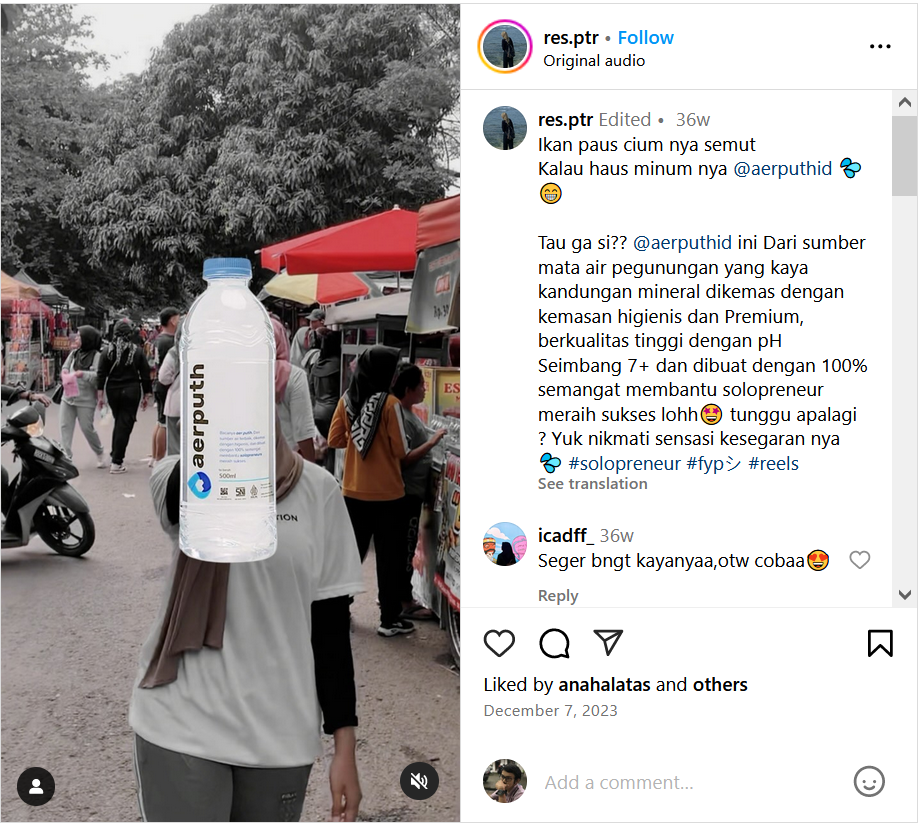 res.ptr • Follow
Original audio
res.ptr Edited • 36w
Ikan paus cium nya semut
Kalau haus minum nya @aerputhid 💦
😁
Tau ga si?? @aerputhid ini Dari sumber
mata air pegunungan yang kaya
kandungan mineral dikemas dengan
kemasan higienis dan Premium,
berkualitas tinggi dengan pH
Seimbang 7+ dan dibuat dengan 100%
semangat membantu solopreneur
meraih sukses lohh🤩 tunggu apalagi
? Yuk nikmati sensasi kesegaran nya
💦 #solopreneur #fypシ #reels
See translation
icadff_ 36w
Seger bngt kayanyaa,otw cobaa😍
Reply
Liked by anahalatas and others
December 7, 2023
Add a comment...
aerputh
500ml
SNI
TION
ES